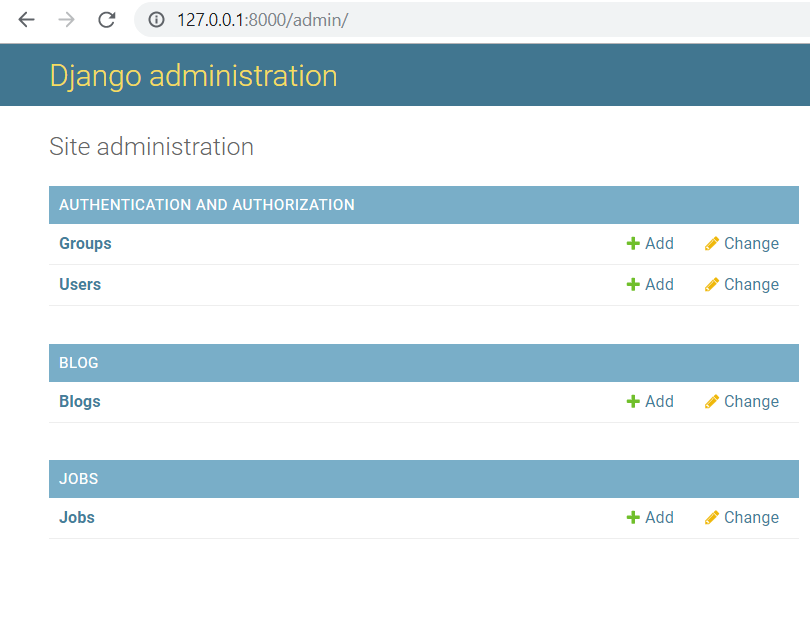 127.0.0.1:8000/admin/
Django administration
Site administration
AUTHENTICATION AND AUTHORIZATION
Groups Add Change
Users Add Change
BLOG
Blogs Add Change
JOBS
Jobs Add Change